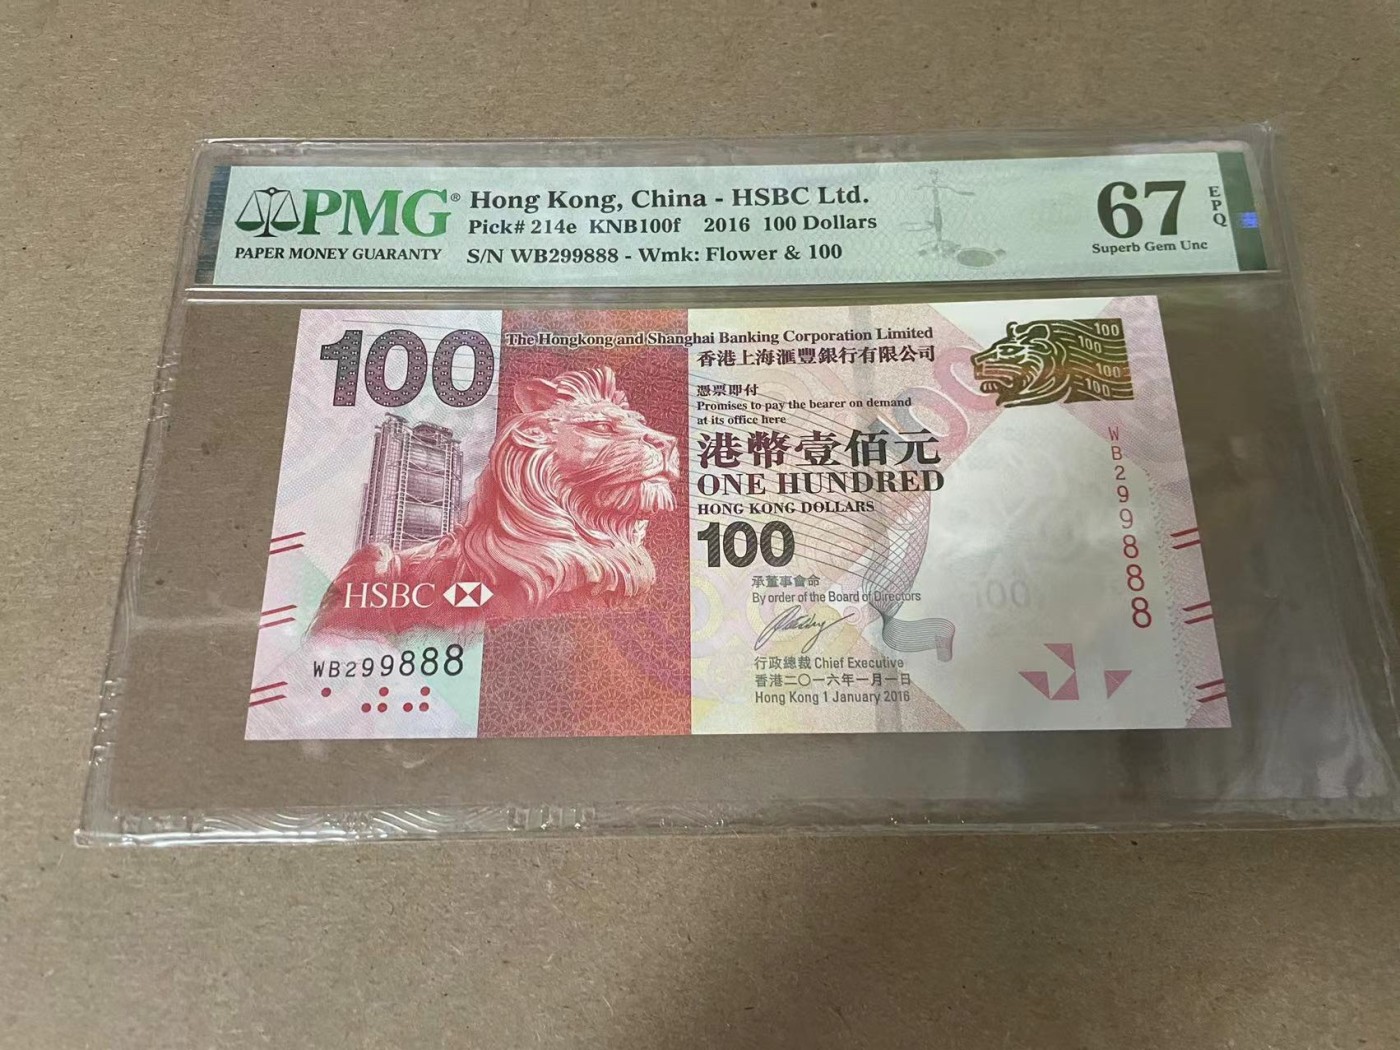 PMG®
PAPER MONEY GUARANTY
Hong Kong, China - HSBC Ltd.
Pick# 214e KNB100f 2016 100 Dollars
S/N WB299888 - Wmk: Flower & 100
67
Superb Gem Unc
EPQ
100
The Hongkong and Shanghai Banking Corporation Limited
香港上海滙豐銀行有限公司
憑票即付
Promises to pay the bearer on demand
at its office here
港幣壹佰元
ONE HUNDRED
HONG KONG DOLLARS
100
承董事會命
By order of the Board of Directors
行政總裁 Chief Executive
香港二〇一六年一月一日
Hong Kong 1 January 2016
HSBC
WB299888
100
100
100
100
WB299888
100